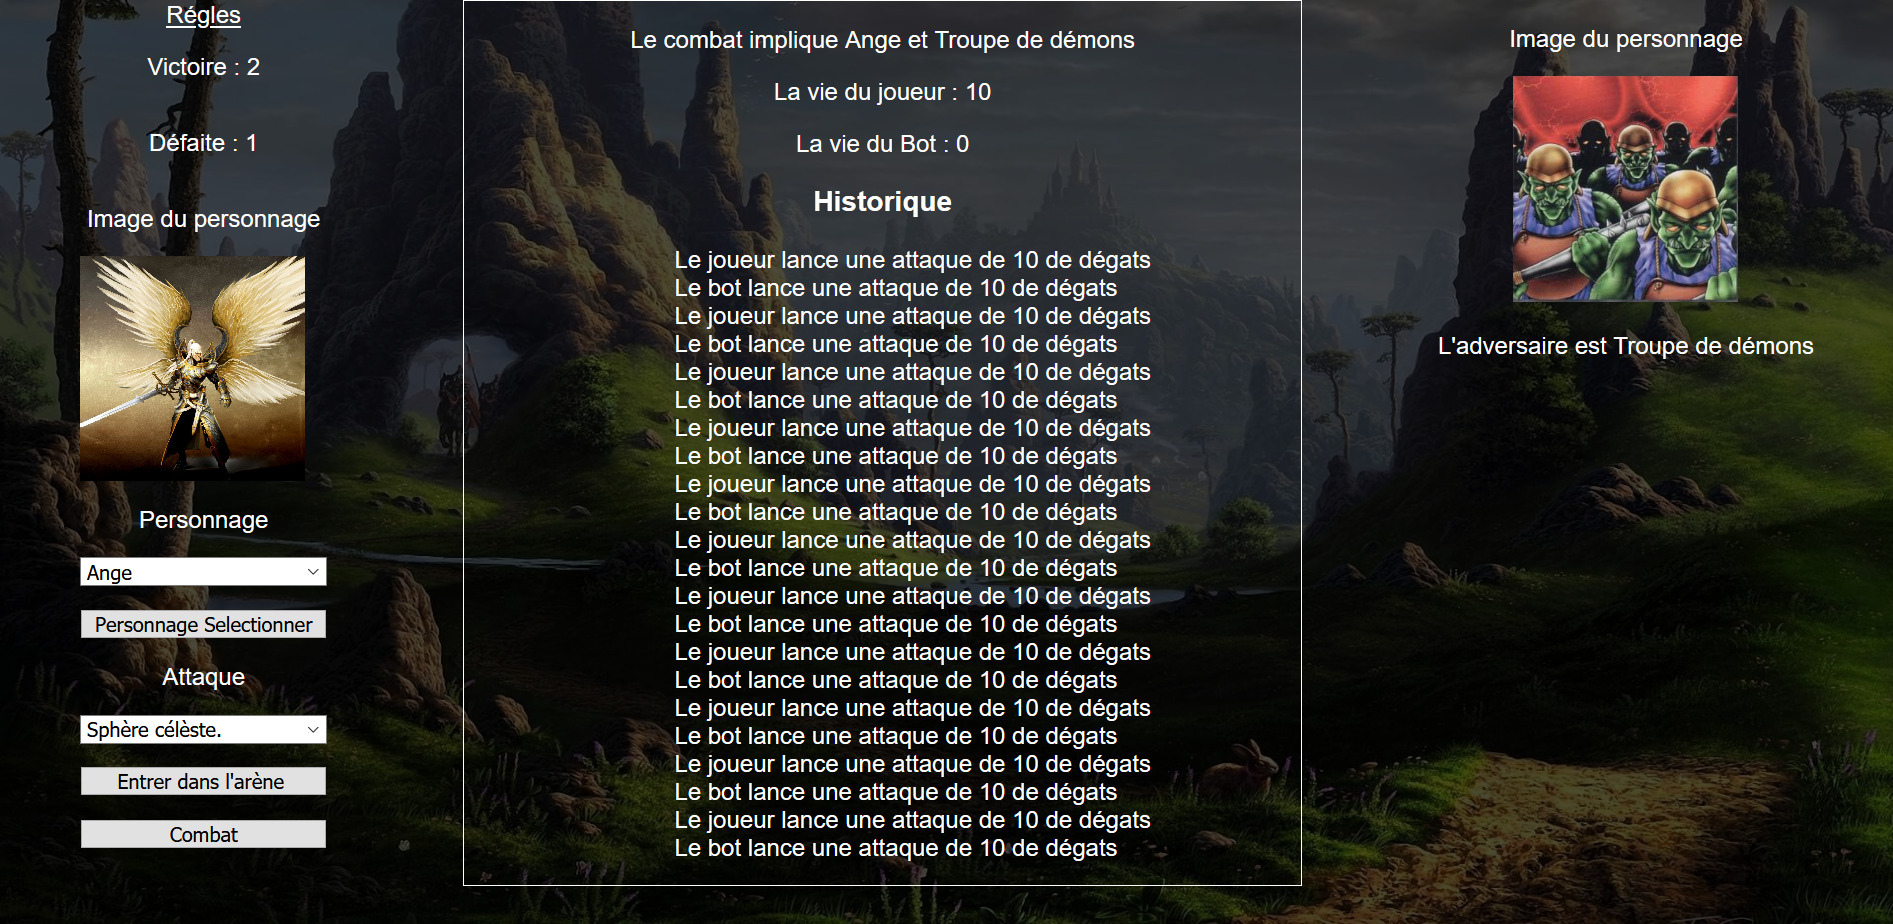 Régles
Victoire : 2
Défaite : 1
Image du personnage
Personnage
Ange
Personnage Selectionner
Attaque
Sphère célèste.
Entrer dans l'arène
Combat
Le combat implique Ange et Troupe de démons
La vie du joueur : 10
La vie du Bot : 0
Historique
Le joueur lance une attaque de 10 de dégats
Le bot lance une attaque de 10 de dégats
Le joueur lance une attaque de 10 de dégats
Le bot lance une attaque de 10 de dégats
Le joueur lance une attaque de 10 de dégats
Le bot lance une attaque de 10 de dégats
Le joueur lance une attaque de 10 de dégats
Le bot lance une attaque de 10 de dégats
Le joueur lance une attaque de 10 de dégats
Le bot lance une attaque de 10 de dégats
Le joueur lance une attaque de 10 de dégats
Le bot lance une attaque de 10 de dégats
Le joueur lance une attaque de 10 de dégats
Le bot lance une attaque de 10 de dégats
Le joueur lance une attaque de 10 de dégats
Le bot lance une attaque de 10 de dégats
Le joueur lance une attaque de 10 de dégats
Le bot lance une attaque de 10 de dégats
Le joueur lance une attaque de 10 de dégats
Le bot lance une attaque de 10 de dégats
Le joueur lance une attaque de 10 de dégats
Le bot lance une attaque de 10 de dégats
Image du personnage
L'adversaire est Troupe de démons